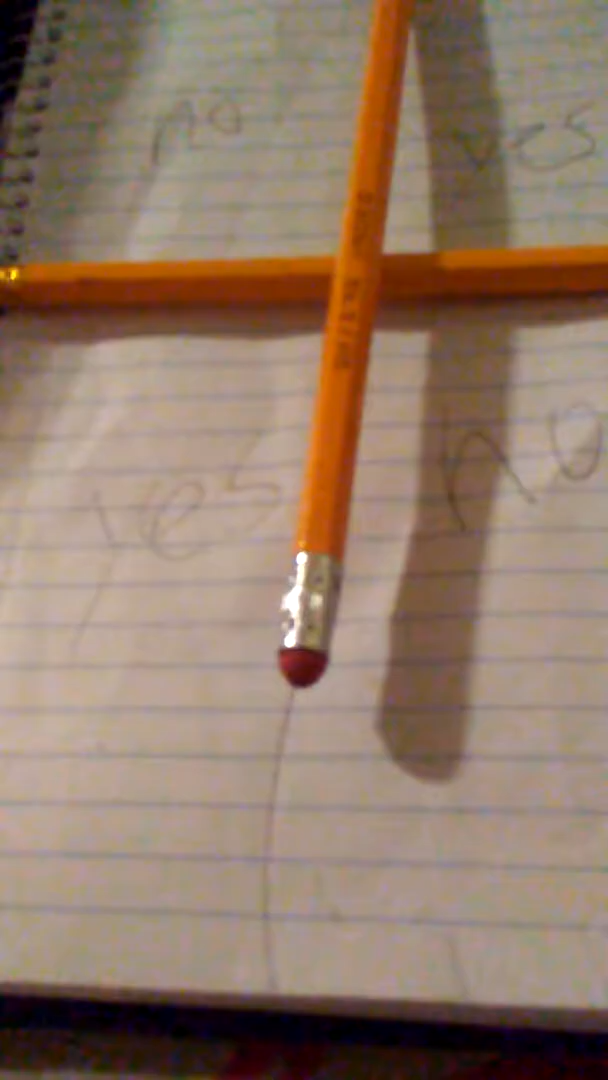 no yes
yes no